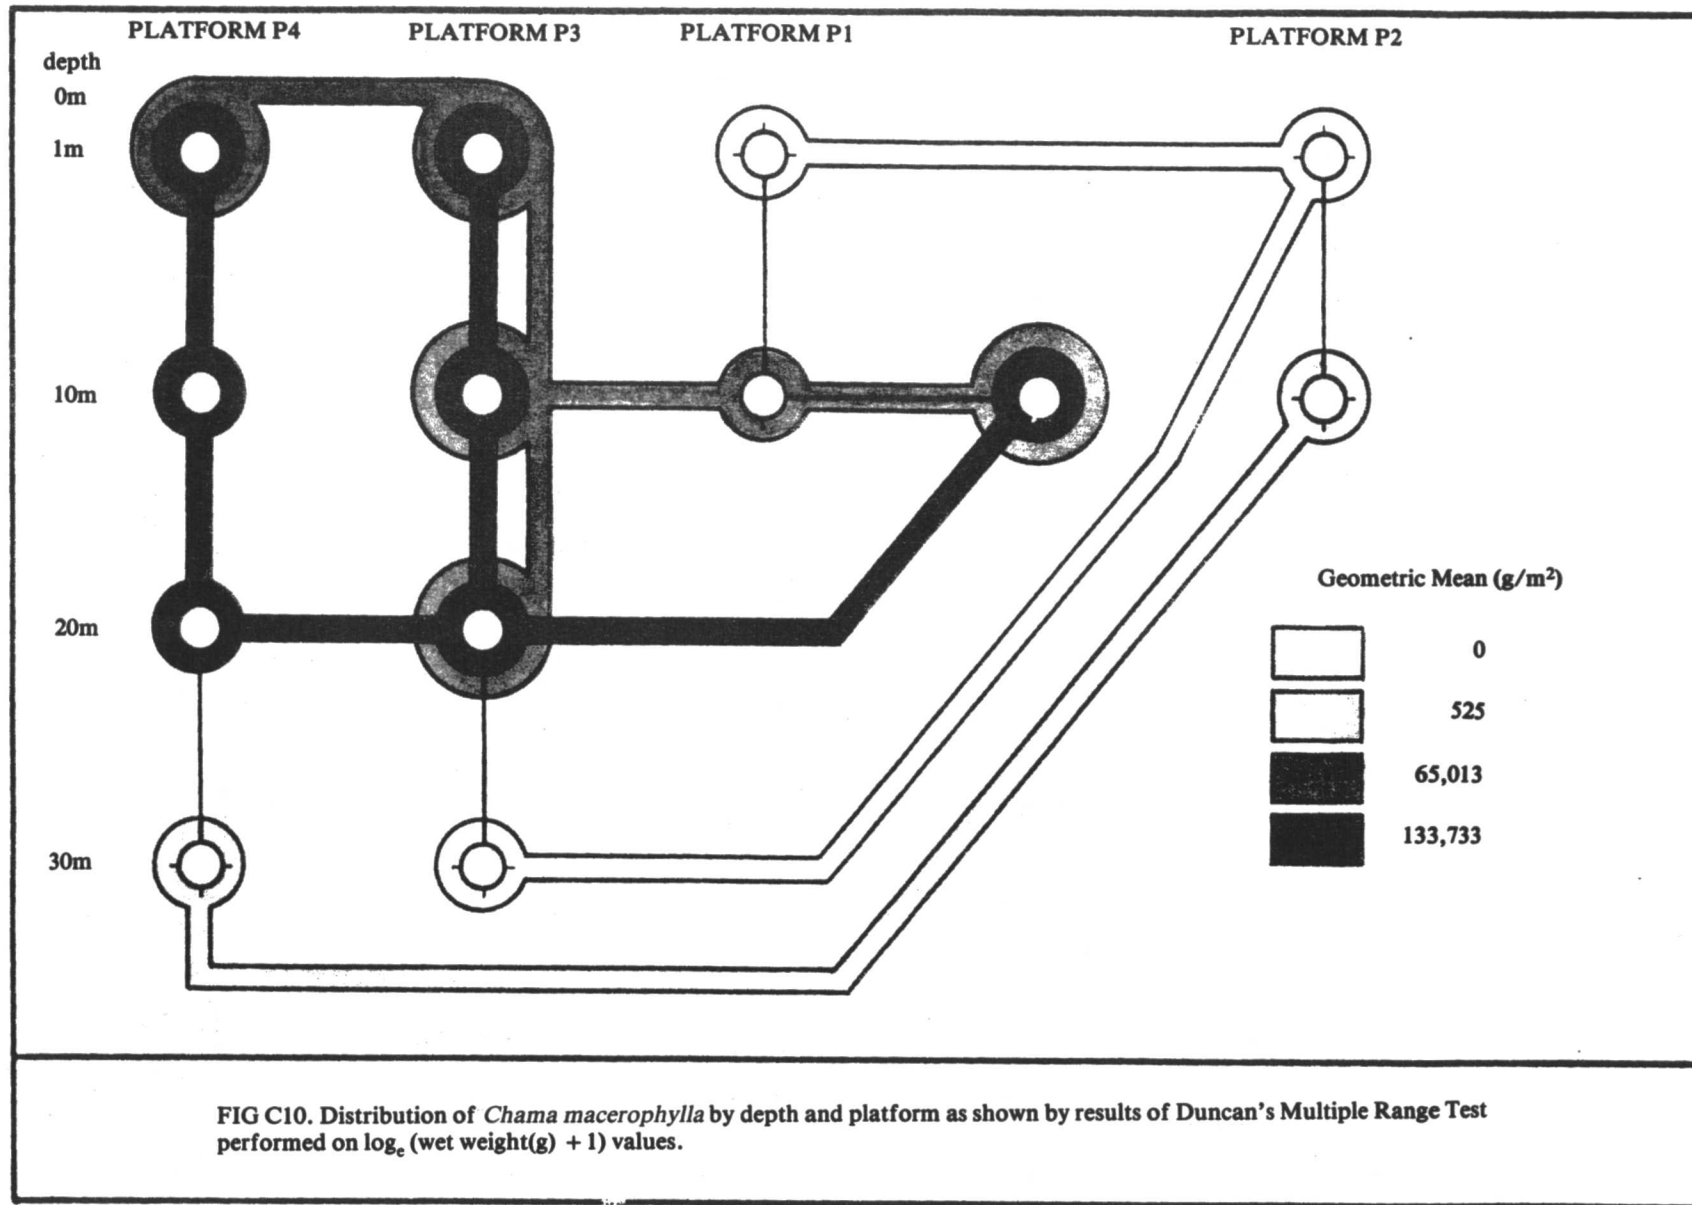 PLATFORM P4 PLATFORM P3 PLATFORM P1 PLATFORM P2
depth
0m
1m
10m
20m
30m
Geometric Mean (g/m²)
0
525
65,013
133,733
FIG C10. Distribution of Chama macerophylla by depth and platform as shown by results of Duncan's Multiple Range Test
performed on logₑ (wet weight(g) + 1) values.